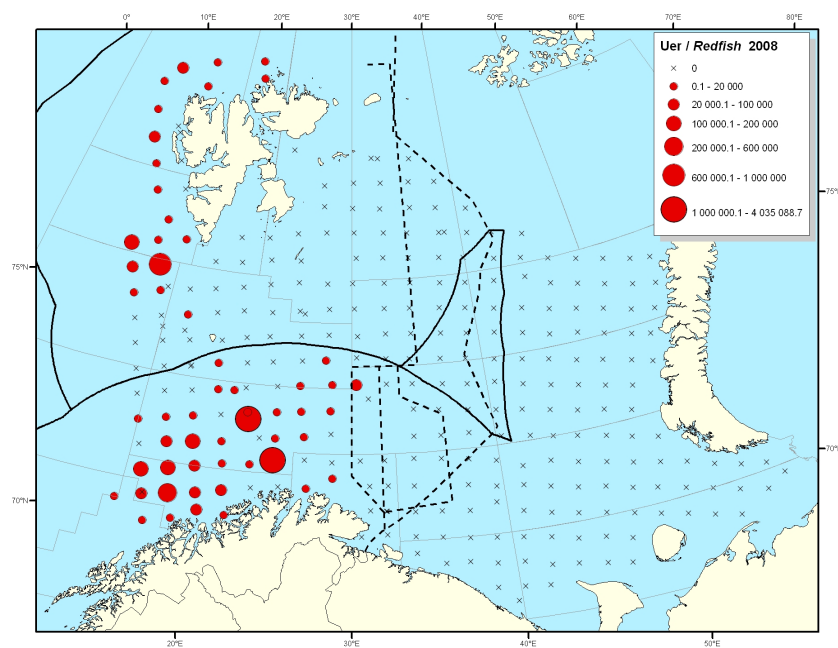 0° 10°E 20°E 30°E 40°E 50°E 60°E 70°E 80°E
Uer / Redfish 2008
0
0.1 - 20 000
20 000.1 - 100 000
100 000.1 - 200 000
200 000.1 - 600 000
600 000.1 - 1 000 000
1 000 000.1 - 4 035 088.7
75°N
75°N
70°N
70°N
20°E 30°E 40°E 50°E